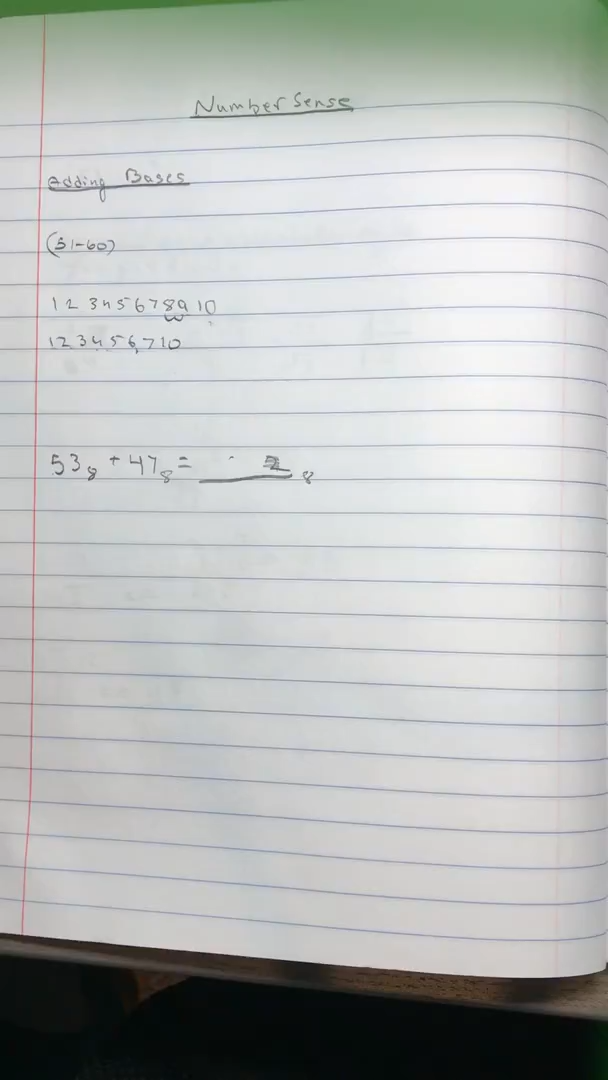 Number Sense
Adding Bases
(51-60)
1 2 3 4 5 6 7 8 9 10
1 2 3 4 5 6 7 10
53₈ + 47₈ = 2₈